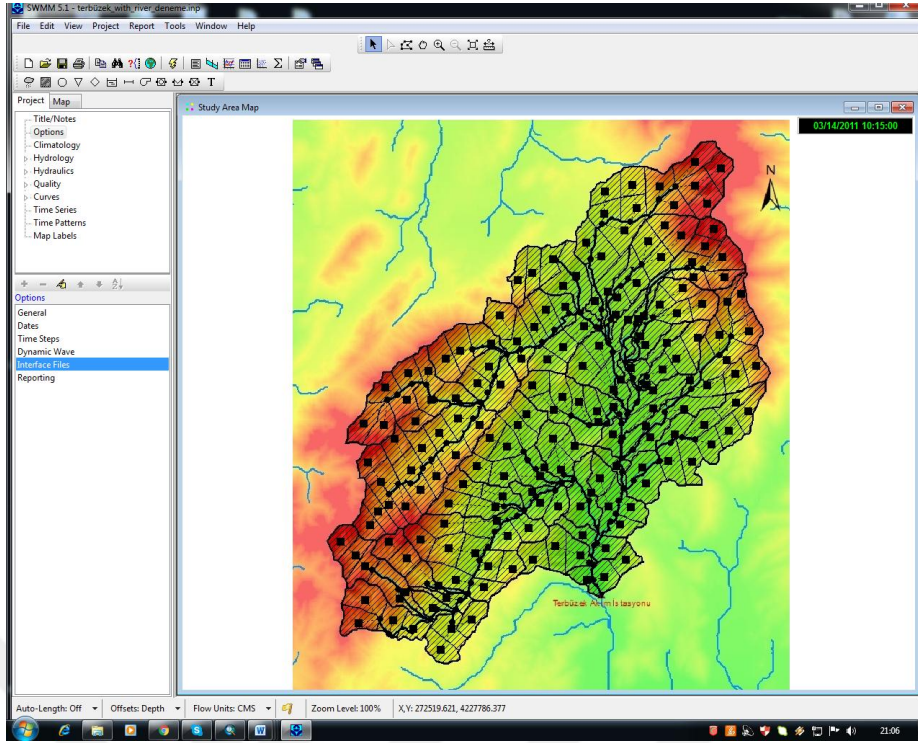 SWMM 5.1 - terbüzek_with_river_deneme.inp
File Edit View Project Report Tools Window Help
T
Project Map
Title/Notes
Options
Climatology
Hydrology
Hydraulics
Quality
Curves
Time Series
Time Patterns
Map Labels
Options
General
Dates
Time Steps
Dynamic Wave
Interface Files
Reporting
Study Area Map
03/14/2011 10:15:00
N
Terbüzek Akım İstasyonu
Auto-Length: Off Offsets: Depth Flow Units: CMS Zoom Level: 100% X,Y: 272519.621, 4227786.377
21:06